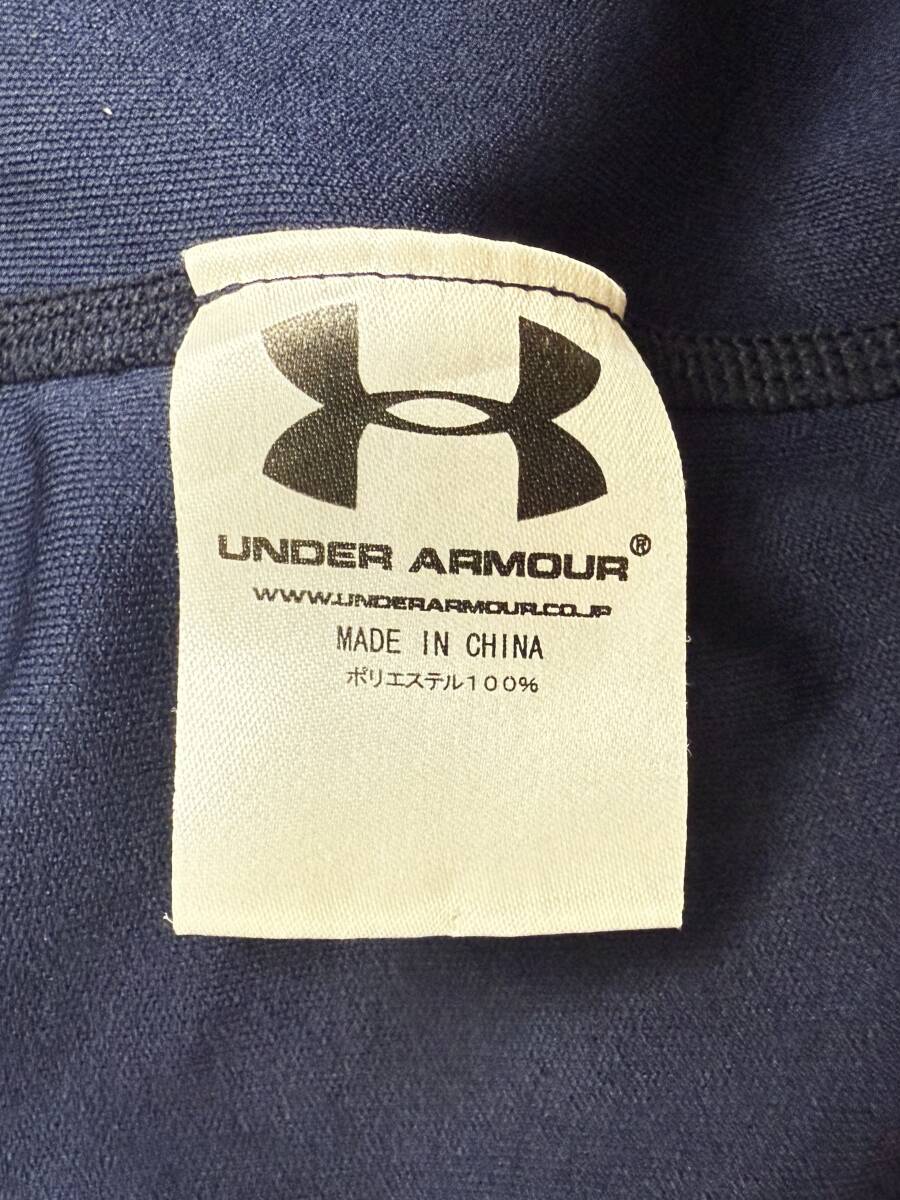 UNDER ARMOUR®
WWW.UNDERARMOUR.CO.JP
MADE IN CHINA
ポリエステル100%